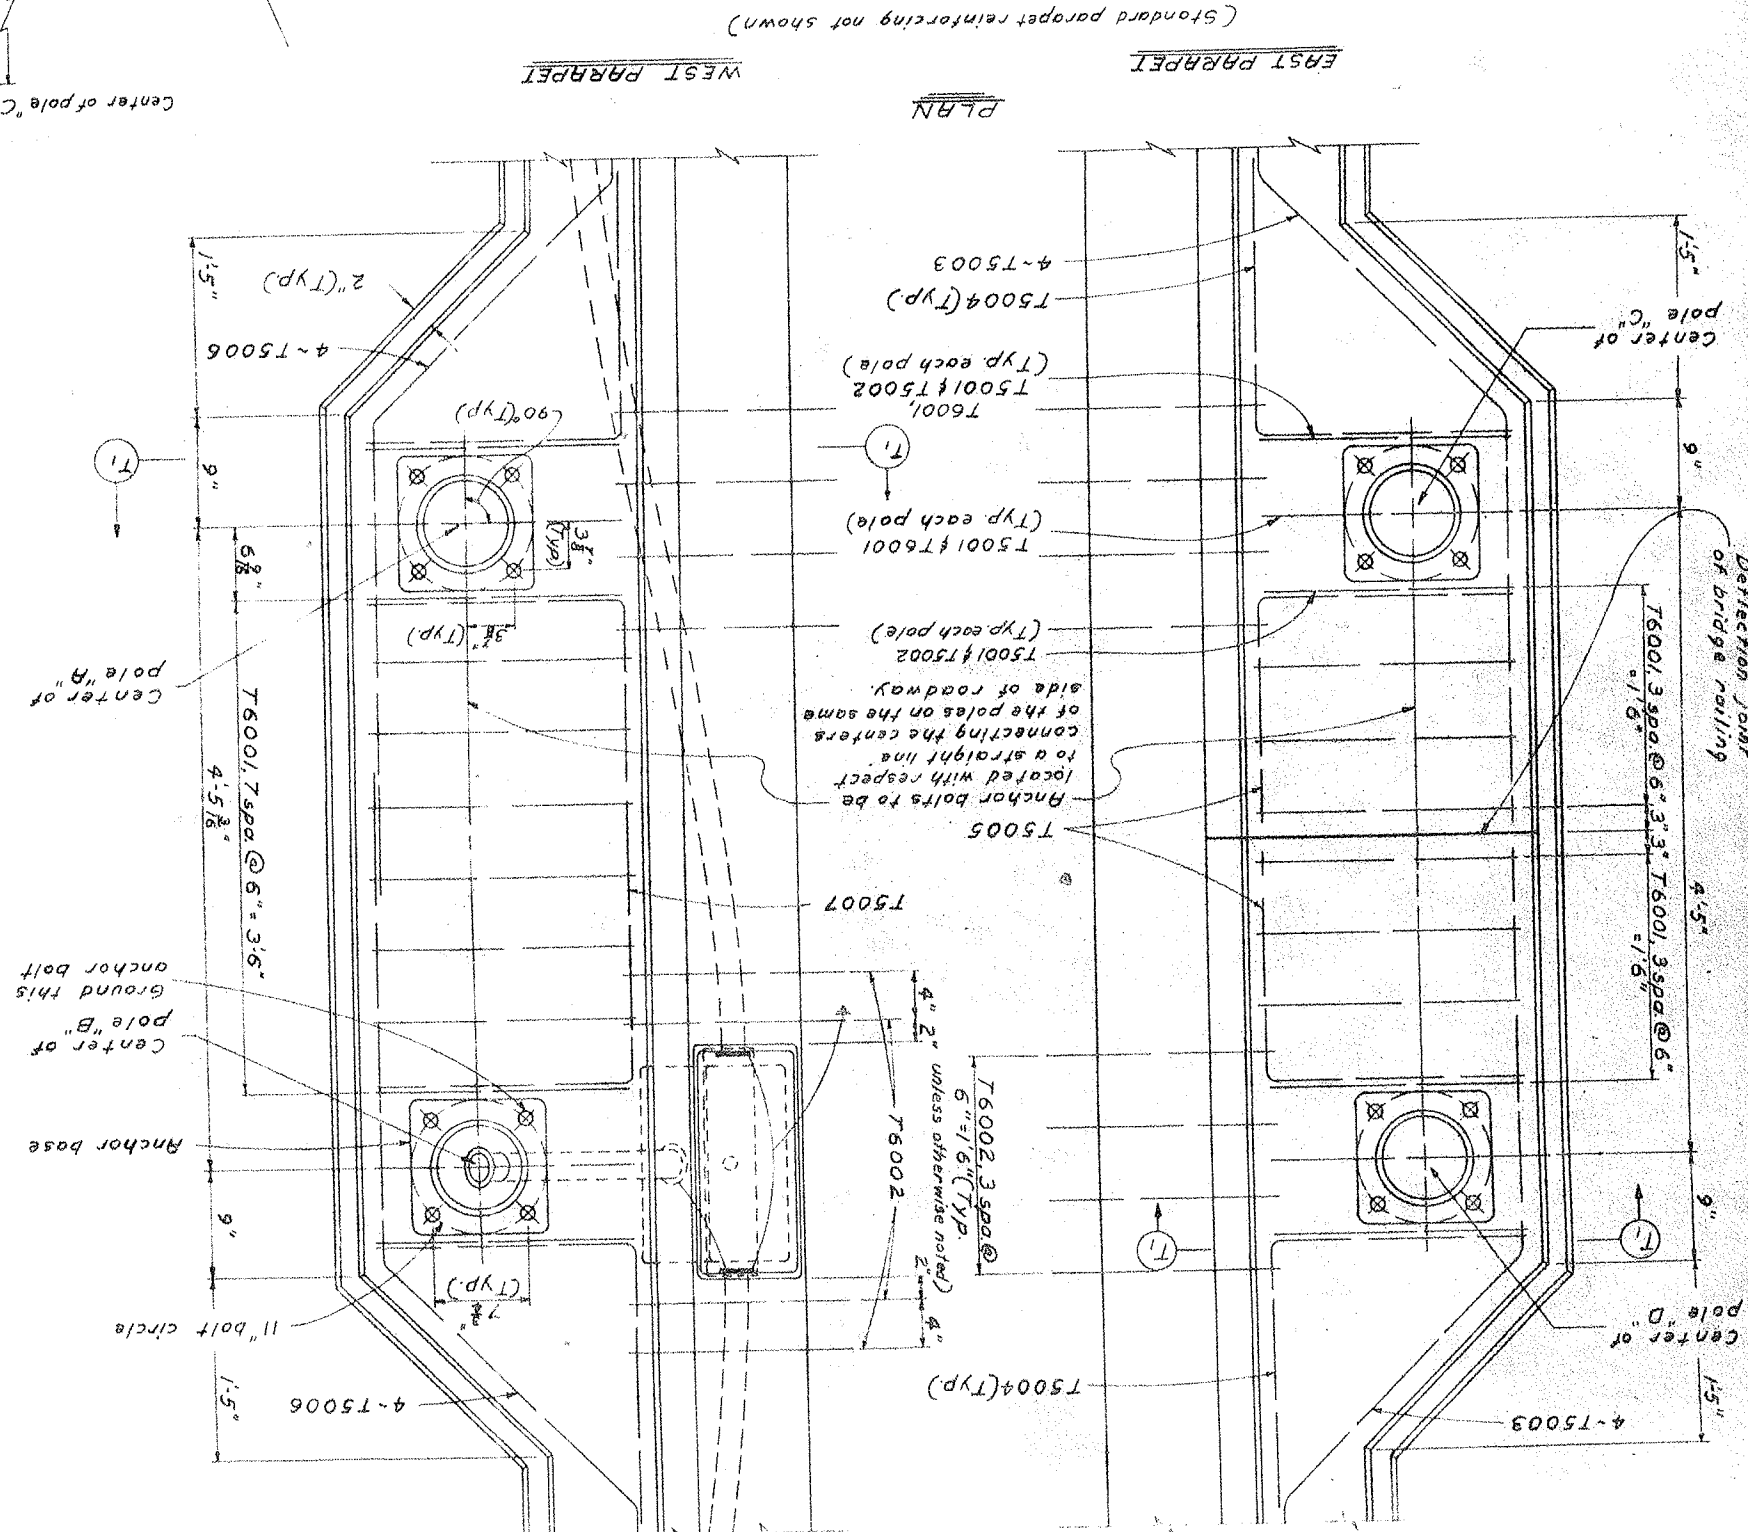 4~T5003
1'-5"
Center of
pole "D"
T5004 (Typ.)
4~T5006
1'-5"
11" bolt circle
7 3/4"
(Typ.)
4"
2"
T1
9"
T1
T6002, 3 spa @
6"=1'-6" (Typ.
unless otherwise noted)
T6002
2"
4"
9"
Anchor base
Center of
pole "B"
Ground this
anchor bolt
T6001, 3 spa. @ 6", 3", 3", T6001, 3 spa @ 6"
=1'6"
=1'6"
4'-5"
T5007
T6001, 7 spa @ 6" = 3'-6"
4'-5 3/16"
T5005
Anchor bolts to be
located with respect
to a straight line
connecting the centers
of the poles on the same
side of roadway.
Deflection joint
of bridge railing
T5001 & T5002
(Typ. each pole)
3 7/8"
(Typ.)
Center of
pole "A"
T5001 & T6001
(Typ. each pole)
3 7/8"
(Typ)
9"
T1
90° (Typ)
9"
T1
T6001,
T5001 & T5002
(Typ. each pole)
Center of
pole "C"
T5004 (Typ.)
4~T5003
4~T5006
1'-5"
2" (Typ.)
1'-5"
PLAN
EAST PARAPET
WEST PARAPET
Center of pole "C"
(Standard parapet reinforcing not shown)